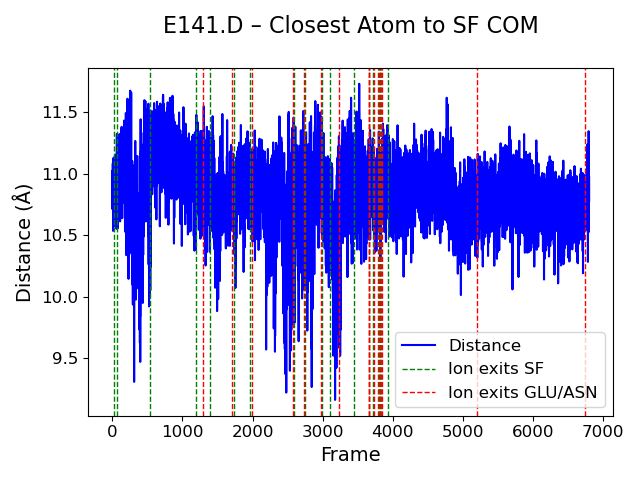 E141.D – Closest Atom to SF COM
Distance (Å)
11.5
11.0
10.5
10.0
9.5
Distance
Ion exits SF
Ion exits GLU/ASN
0 1000 2000 3000 4000 5000 6000 7000
Frame